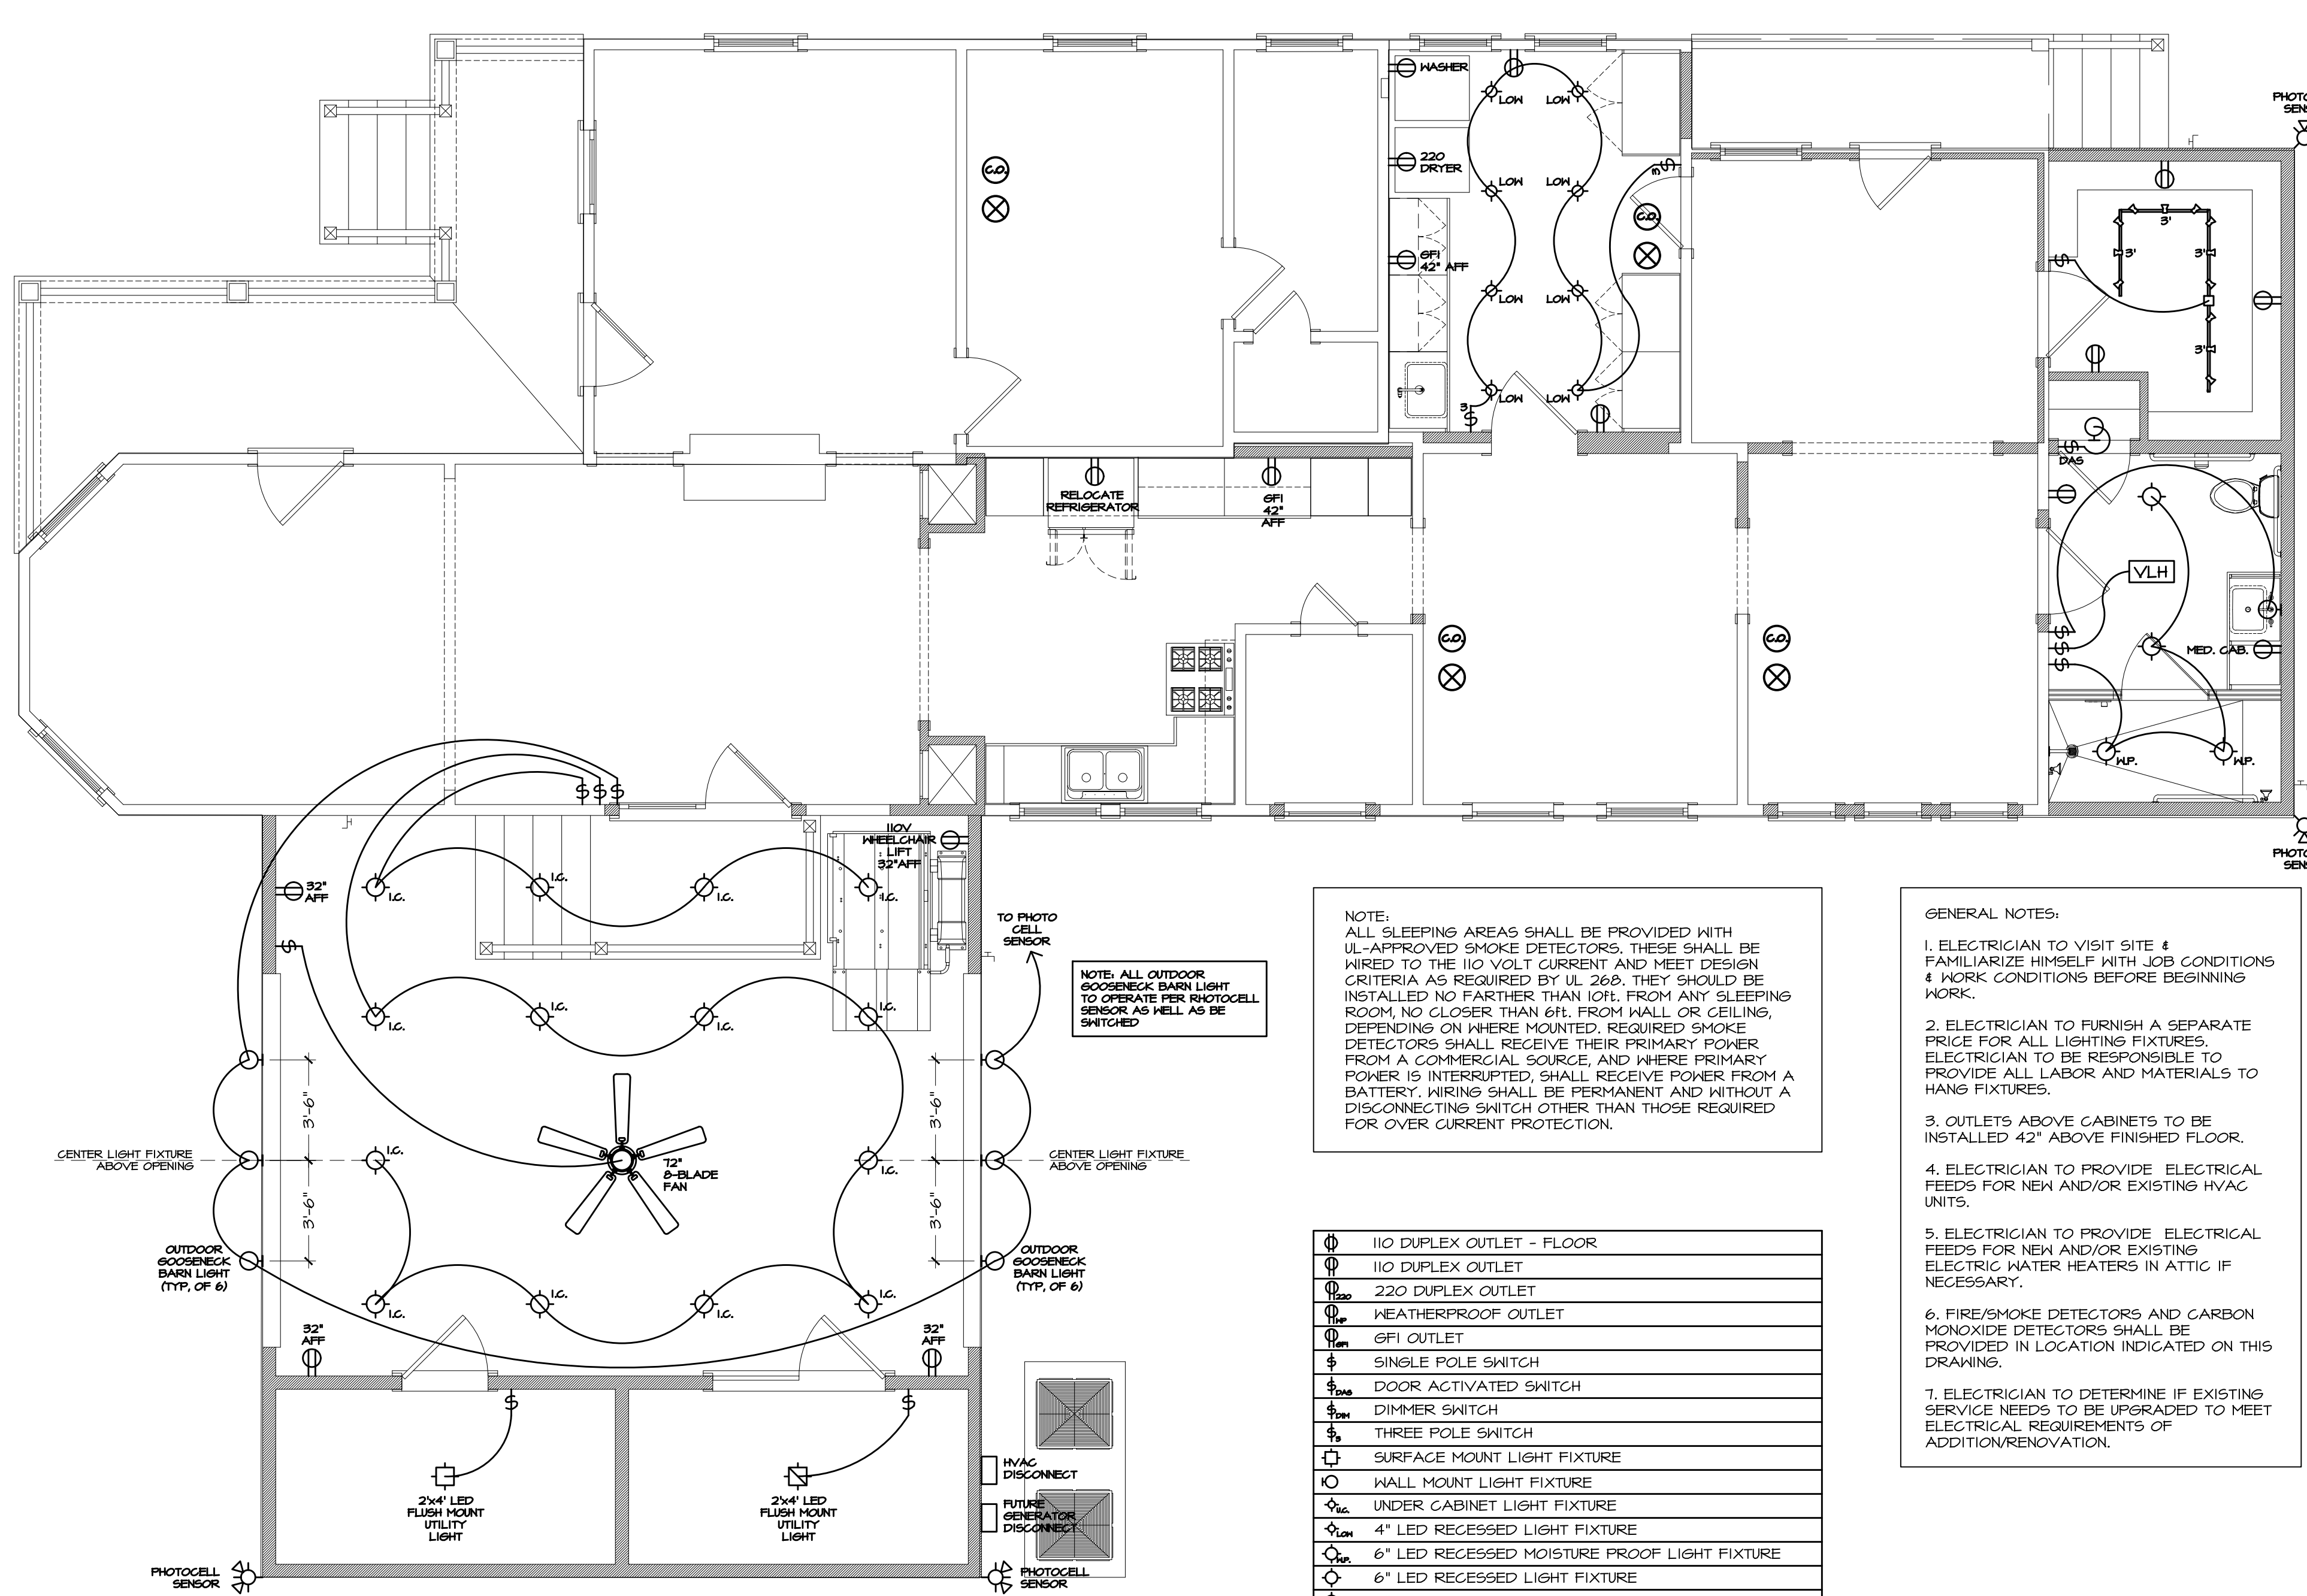 PHOTO
SEN
WASHER
LOW
LOW
C.O.
220
DRYER
3
$
LOW
LOW
C.O.
3'
3'
3'
GFI
42" AFF
$
LOW
LOW
3'
LOW
LOW
3
$
$
DAS
RELOCATE
REFRIGERATOR
GFI
42"
AFF
VLH
C.O.
C.O.
$
$
$
MED. CAB.
W.P.
W.P.
$ $ $
110V
WHEELCHAIR
LIFT
32"AFF
PHOTO
SEN
32"
AFF
I.C.
I.C.
I.C.
I.C.
$
TO PHOTO
CELL
SENSOR
I.C.
I.C.
I.C.
I.C.
NOTE: ALL OUTDOOR
GOOSENECK BARN LIGHT
TO OPERATE PER RHOTOCELL
SENSOR AS WELL AS BE
SWITCHED
NOTE:
ALL SLEEPING AREAS SHALL BE PROVIDED WITH
UL-APPROVED SMOKE DETECTORS. THESE SHALL BE
WIRED TO THE 110 VOLT CURRENT AND MEET DESIGN
CRITERIA AS REQUIRED BY UL 268. THEY SHOULD BE
INSTALLED NO FARTHER THAN 10ft. FROM ANY SLEEPING
ROOM, NO CLOSER THAN 6ft. FROM WALL OR CEILING,
DEPENDING ON WHERE MOUNTED. REQUIRED SMOKE
DETECTORS SHALL RECEIVE THEIR PRIMARY POWER
FROM A COMMERCIAL SOURCE, AND WHERE PRIMARY
POWER IS INTERRUPTED, SHALL RECEIVE POWER FROM A
BATTERY. WIRING SHALL BE PERMANENT AND WITHOUT A
DISCONNECTING SWITCH OTHER THAN THOSE REQUIRED
FOR OVER CURRENT PROTECTION.
GENERAL NOTES:
1. ELECTRICIAN TO VISIT SITE &
FAMILIARIZE HIMSELF WITH JOB CONDITIONS
& WORK CONDITIONS BEFORE BEGINNING
WORK.
2. ELECTRICIAN TO FURNISH A SEPARATE
PRICE FOR ALL LIGHTING FIXTURES.
ELECTRICIAN TO BE RESPONSIBLE TO
PROVIDE ALL LABOR AND MATERIALS TO
HANG FIXTURES.
3. OUTLETS ABOVE CABINETS TO BE
INSTALLED 42" ABOVE FINISHED FLOOR.
4. ELECTRICIAN TO PROVIDE ELECTRICAL
FEEDS FOR NEW AND/OR EXISTING HVAC
UNITS.
5. ELECTRICIAN TO PROVIDE ELECTRICAL
FEEDS FOR NEW AND/OR EXISTING
ELECTRIC WATER HEATERS IN ATTIC IF
NECESSARY.
6. FIRE/SMOKE DETECTORS AND CARBON
MONOXIDE DETECTORS SHALL BE
PROVIDED IN LOCATION INDICATED ON THIS
DRAWING.
7. ELECTRICIAN TO DETERMINE IF EXISTING
SERVICE NEEDS TO BE UPGRADED TO MEET
ELECTRICAL REQUIREMENTS OF
ADDITION/RENOVATION.
3'-6"
3'-6"
CENTER LIGHT FIXTURE
ABOVE OPENING
I.C.
72"
8-BLADE
FAN
I.C.
CENTER LIGHT FIXTURE
ABOVE OPENING
3'-6"
3'-6"
OUTDOOR
GOOSENECK
BARN LIGHT
(TYP. OF 6)
OUTDOOR
GOOSENECK
BARN LIGHT
(TYP. OF 6)
I.C.
I.C.
I.C.
I.C.
32"
AFF
32"
AFF
$
$
2'x4' LED
FLUSH MOUNT
UTILITY
LIGHT
2'x4' LED
FLUSH MOUNT
UTILITY
LIGHT
HVAC
DISCONNECT
FUTURE
GENERATOR
DISCONNECT
PHOTOCELL
SENSOR
PHOTOCELL
SENSOR
110 DUPLEX OUTLET - FLOOR
110 DUPLEX OUTLET
220 220 DUPLEX OUTLET
WP WEATHERPROOF OUTLET
GFI GFI OUTLET
$ SINGLE POLE SWITCH
$DAS DOOR ACTIVATED SWITCH
$DIM DIMMER SWITCH
$3 THREE POLE SWITCH
SURFACE MOUNT LIGHT FIXTURE
WALL MOUNT LIGHT FIXTURE
U.C. UNDER CABINET LIGHT FIXTURE
LOW 4" LED RECESSED LIGHT FIXTURE
W.P. 6" LED RECESSED MOISTURE PROOF LIGHT FIXTURE
6" LED RECESSED LIGHT FIXTURE